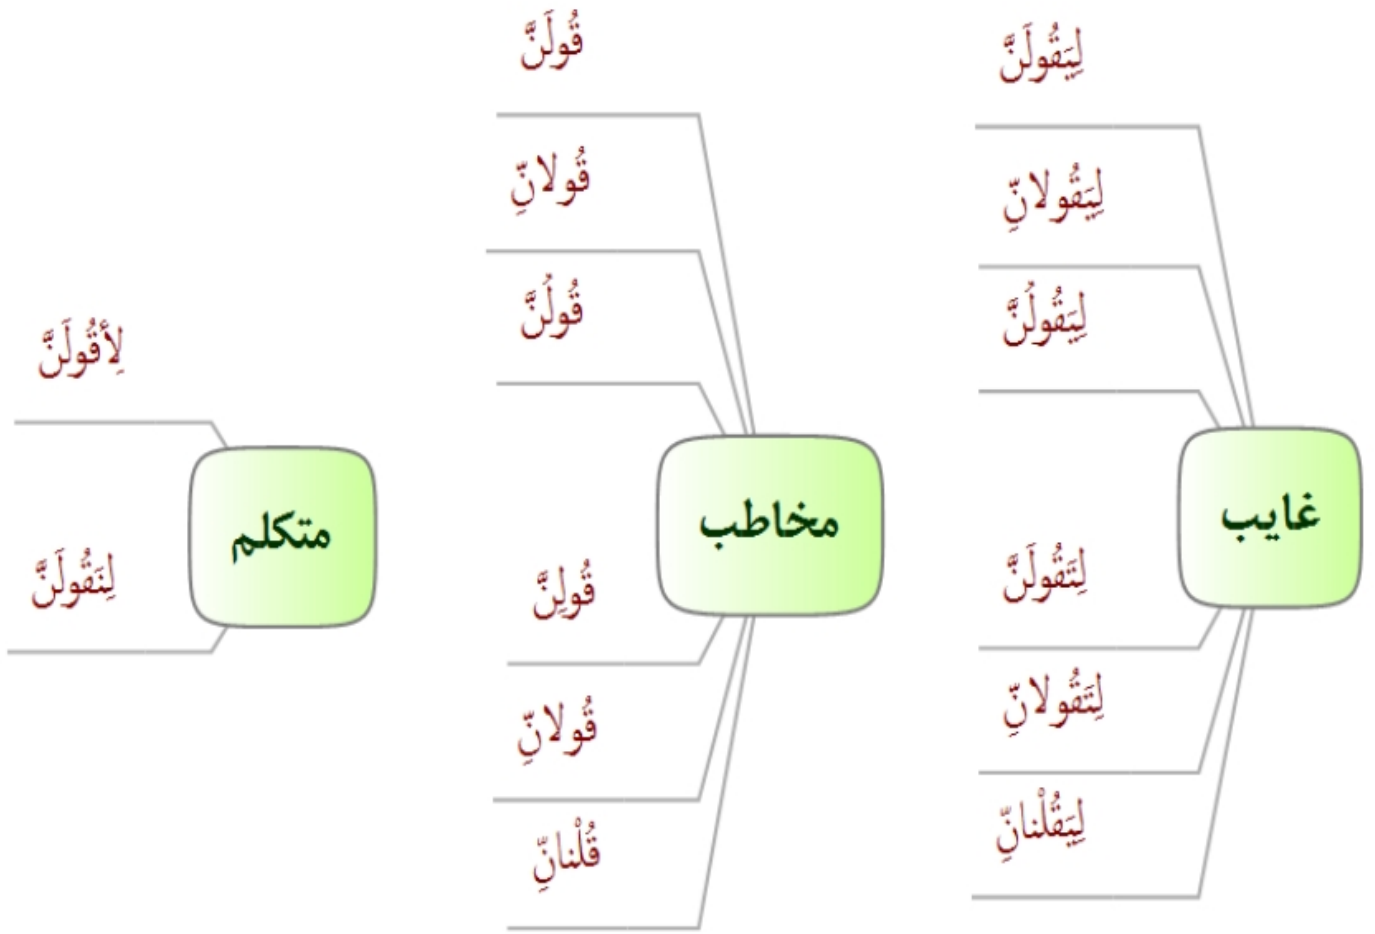 لِيَقُولَنَّ
لِيَقُولانِّ
لِيَقُولُنَّ
غايب
لِتَقُولَنَّ
لِتَقُولانِّ
لِيَقُلْنانِّ
قُولَنَّ
قُولانِّ
قُولُنَّ
مخاطب
قُولِنَّ
قُولانِّ
قُلْنانِّ
لِأَقُولَنَّ
متكلم
لِنَقُولَنَّ